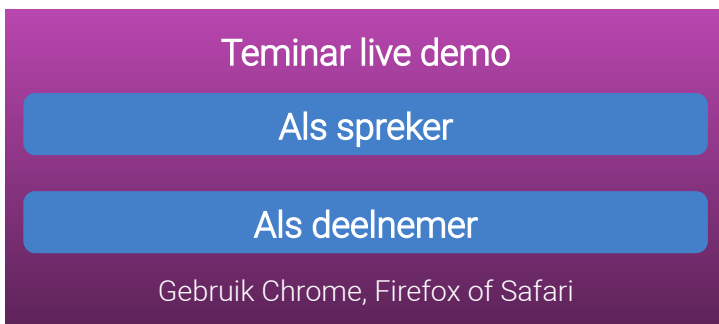 Teminar live demo
Als spreker
Als deelnemer
Gebruik Chrome, Firefox of Safari